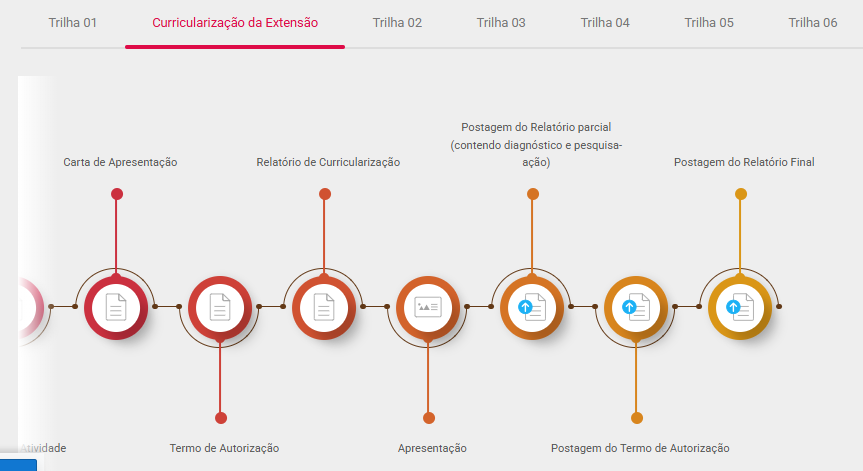 Trilha 01
Curricularização da Extensão
Trilha 02
Trilha 03
Trilha 04
Trilha 05
Trilha 06
Postagem do Relatório parcial
(contendo diagnóstico e pesquisa-
ação)
Carta de Apresentação
Relatório de Curricularização
Postagem do Relatório Final
Atividade
Termo de Autorização
Apresentação
Postagem do Termo de Autorização